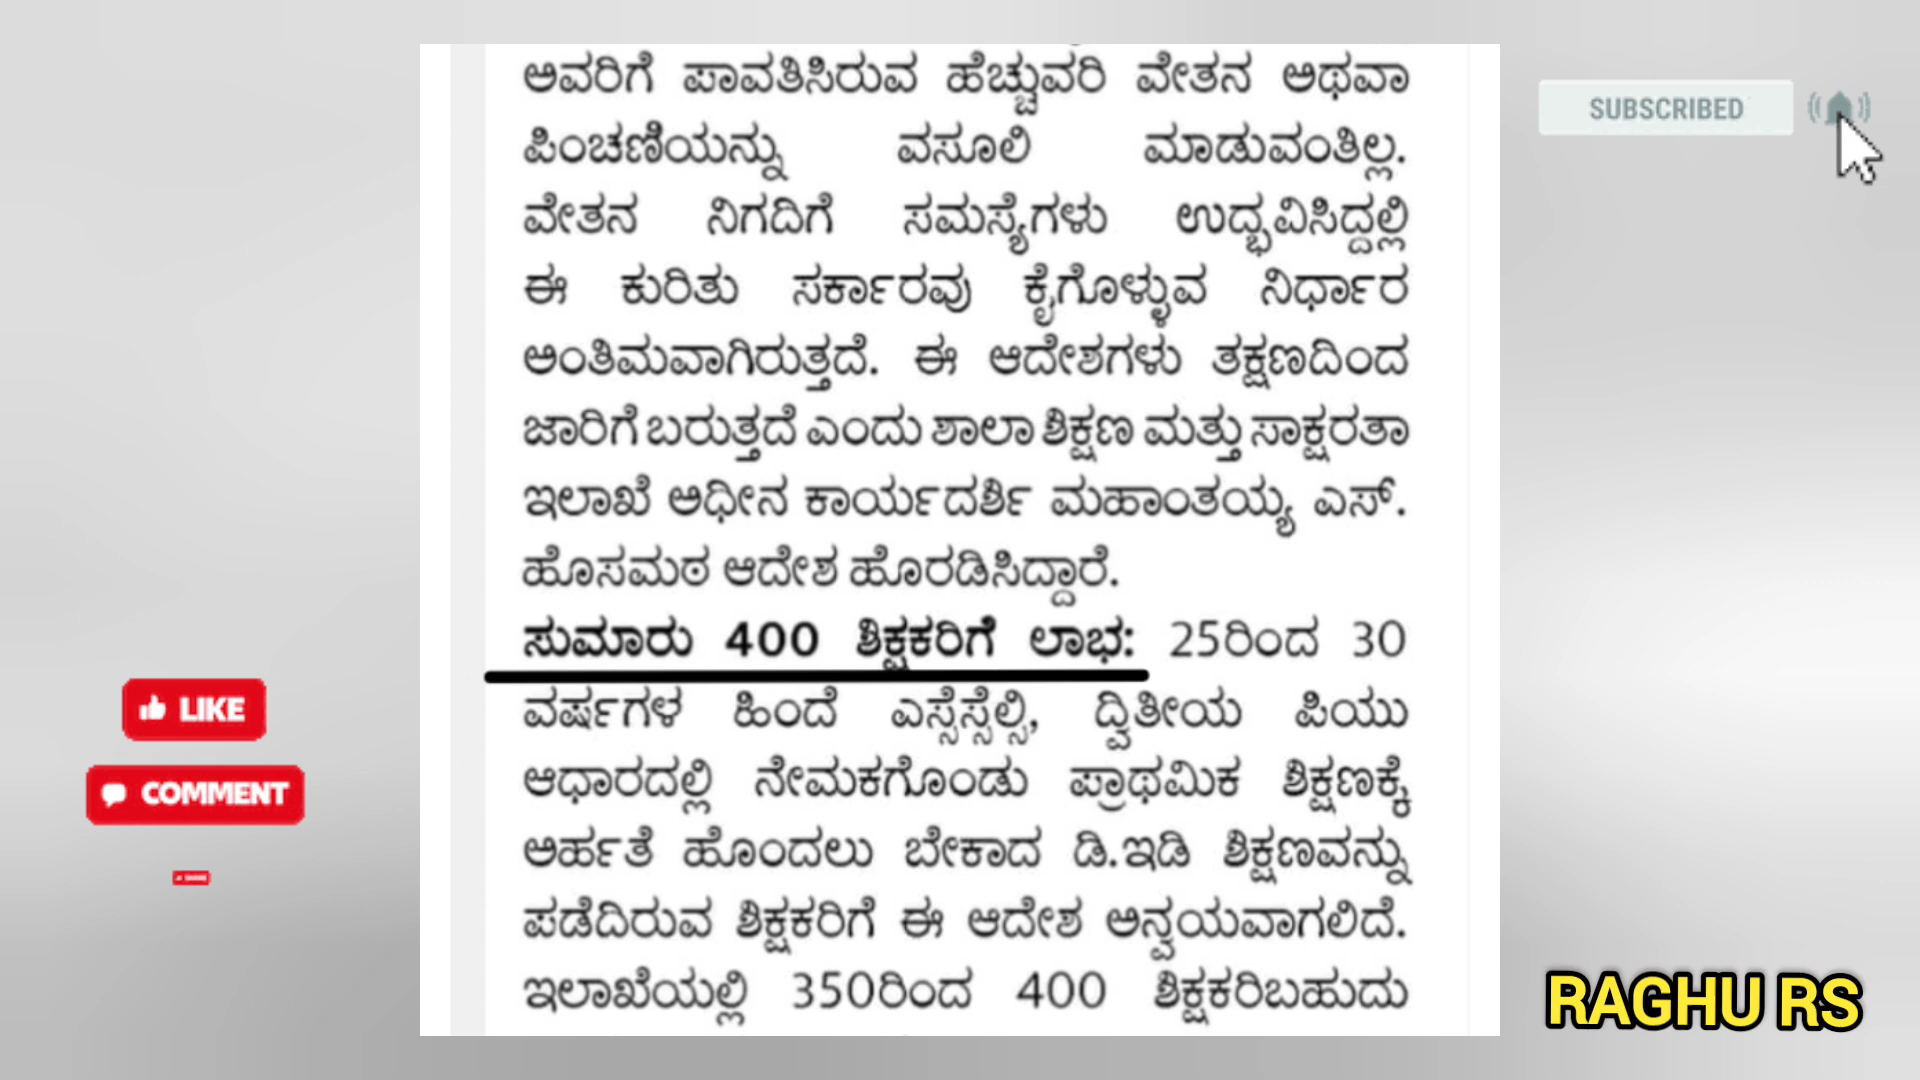 ಅವರಿಗೆ ಪಾವತಿಸಿರುವ ಹೆಚ್ಚುವರಿ ವೇತನ ಅಥವಾ
ಪಿಂಚಣಿಯನ್ನು ವಸೂಲಿ ಮಾಡುವಂತಿಲ್ಲ.
ವೇತನ ನಿಗದಿಗೆ ಸಮಸ್ಯೆಗಳು ಉದ್ಭವಿಸಿದ್ದಲ್ಲಿ
ಈ ಕುರಿತು ಸರ್ಕಾರವು ಕೈಗೊಳ್ಳುವ ನಿರ್ಧಾರ
ಅಂತಿಮವಾಗಿರುತ್ತದೆ. ಈ ಆದೇಶಗಳು ತಕ್ಷಣದಿಂದ
ಜಾರಿಗೆ ಬರುತ್ತದೆ ಎಂದು ಶಾಲಾ ಶಿಕ್ಷಣ ಮತ್ತು ಸಾಕ್ಷರತಾ
ಇಲಾಖೆ ಅಧೀನ ಕಾರ್ಯದರ್ಶಿ ಮಹಾಂತಯ್ಯ ಎಸ್.
ಹೊಸಮಠ ಆದೇಶ ಹೊರಡಿಸಿದ್ದಾರೆ.
ಸುಮಾರು 400 ಶಿಕ್ಷಕರಿಗೆ ಲಾಭ: 25ರಿಂದ 30
ವರ್ಷಗಳ ಹಿಂದೆ ಎಸ್ಸೆಸ್ಸೆಲ್ಸಿ, ದ್ವಿತೀಯ ಪಿಯು
ಆಧಾರದಲ್ಲಿ ನೇಮಕಗೊಂಡು ಪ್ರಾಥಮಿಕ ಶಿಕ್ಷಣಕ್ಕೆ
ಅರ್ಹತೆ ಹೊಂದಲು ಬೇಕಾದ ಡಿ.ಇಡಿ ಶಿಕ್ಷಣವನ್ನು
ಪಡೆದಿರುವ ಶಿಕ್ಷಕರಿಗೆ ಈ ಆದೇಶ ಅನ್ವಯವಾಗಲಿದೆ.
ಇಲಾಖೆಯಲ್ಲಿ 350ರಿಂದ 400 ಶಿಕ್ಷಕರಿಬಹುದು
SUBSCRIBED
LIKE
COMMENT
RAGHU RS